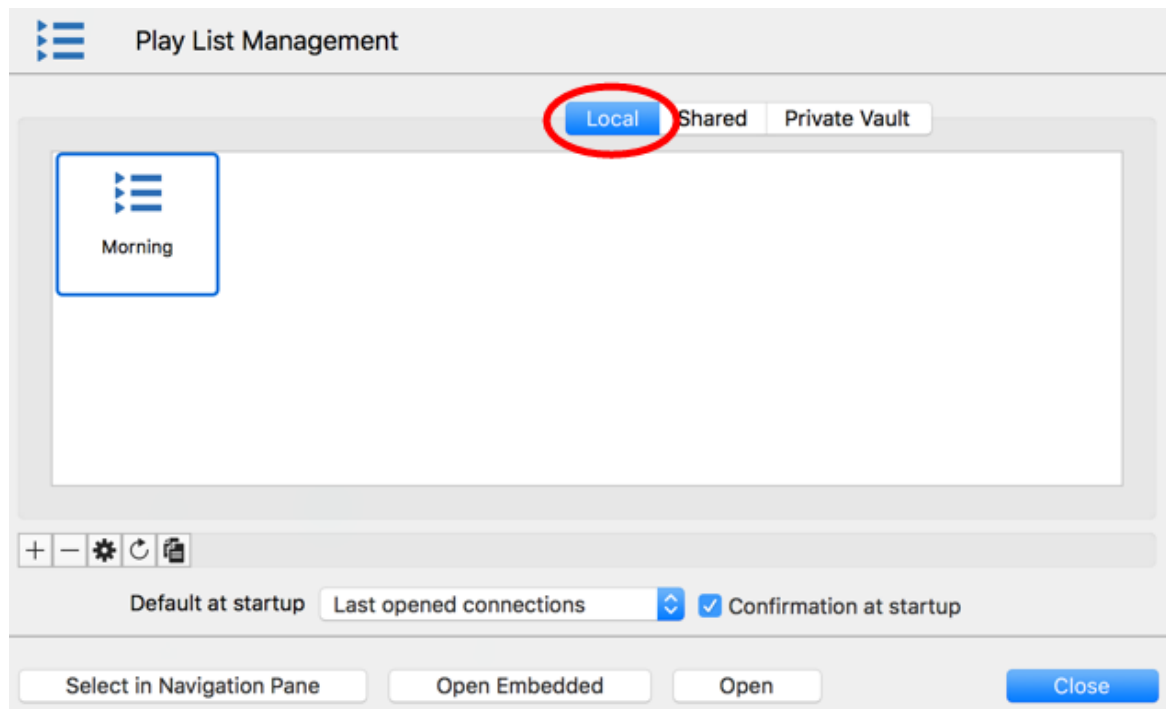 Play List Management
Local Shared Private Vault
Morning
Default at startup Last opened connections Confirmation at startup
Select in Navigation Pane Open Embedded Open Close